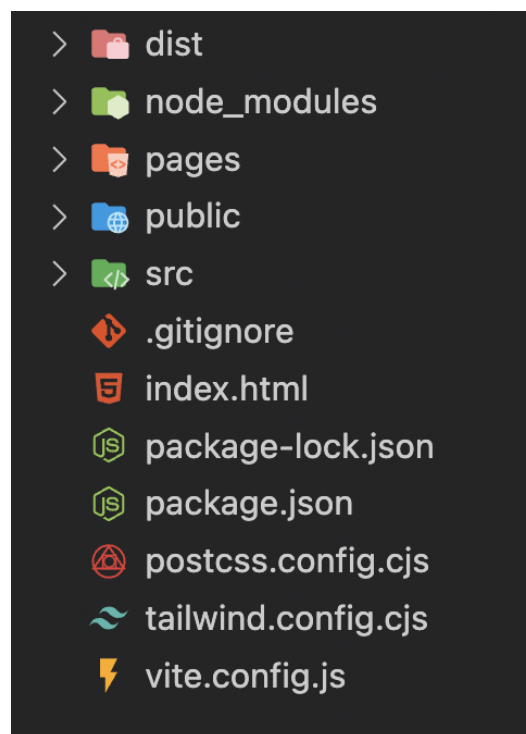 dist
node_modules
pages
public
src
.gitignore
index.html
package-lock.json
package.json
postcss.config.cjs
tailwind.config.cjs
vite.config.js